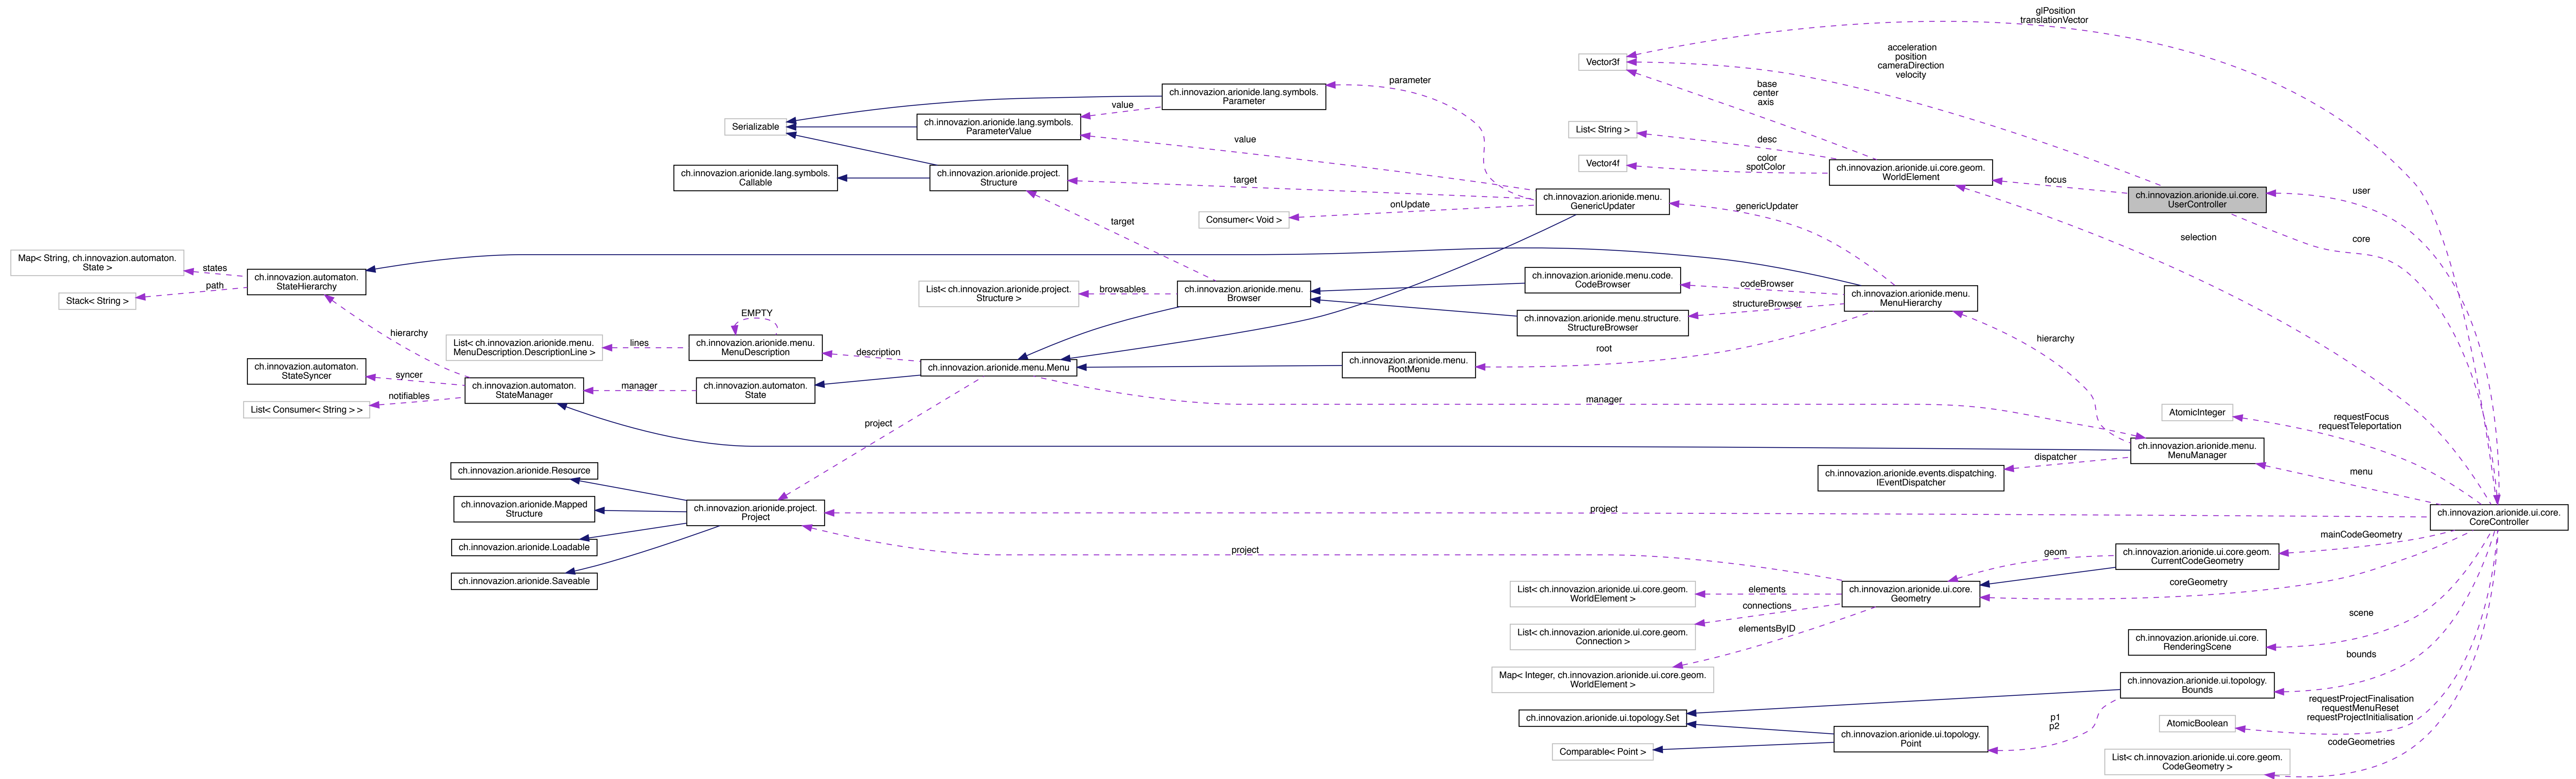 glPosition
translationVector
acceleration
position
cameraDirection
velocity
Vector3f
parameter
base
center
axis
ch.innovazion.arionide.lang.symbols.
Parameter
value
ch.innovazion.arionide.lang.symbols.
ParameterValue
Serializable
List< String >
desc
value
Vector4f
color
spotColor
ch.innovazion.arionide.ui.core.geom.
WorldElement
ch.innovazion.arionide.lang.symbols.
Callable
ch.innovazion.arionide.project.
Structure
target
focus
ch.innovazion.arionide.ui.core.
UserController
user
ch.innovazion.arionide.menu.
GenericUpdater
onUpdate
genericUpdater
Consumer< Void >
target
core
selection
Map< String, ch.innovazion.automaton.
State >
states
ch.innovazion.automaton.
StateHierarchy
path
Stack< String >
ch.innovazion.arionide.menu.code.
CodeBrowser
codeBrowser
List< ch.innovazion.arionide.project.
Structure >
browsables
ch.innovazion.arionide.menu.
Browser
ch.innovazion.arionide.menu.
MenuHierarchy
structureBrowser
EMPTY
ch.innovazion.arionide.menu.structure.
StructureBrowser
hierarchy
hierarchy
List< ch.innovazion.arionide.menu.
MenuDescription.DescriptionLine >
lines
ch.innovazion.arionide.menu.
MenuDescription
description
root
ch.innovazion.arionide.menu.Menu
ch.innovazion.arionide.menu.
RootMenu
ch.innovazion.automaton.
StateSyncer
syncer
ch.innovazion.automaton.
StateManager
manager
ch.innovazion.automaton.
State
notifiables
List< Consumer< String > >
manager
AtomicInteger
requestFocus
requestTeleportation
project
ch.innovazion.arionide.menu.
MenuManager
dispatcher
ch.innovazion.arionide.events.dispatching.
IEventDispatcher
menu
ch.innovazion.arionide.Resource
ch.innovazion.arionide.Mapped
Structure
ch.innovazion.arionide.project.
Project
project
ch.innovazion.arionide.ui.core.
CoreController
mainCodeGeometry
ch.innovazion.arionide.Loadable
project
geom
ch.innovazion.arionide.ui.core.geom.
CurrentCodeGeometry
ch.innovazion.arionide.Saveable
coreGeometry
List< ch.innovazion.arionide.ui.core.geom.
WorldElement >
elements
ch.innovazion.arionide.ui.core.
Geometry
connections
List< ch.innovazion.arionide.ui.core.geom.
Connection >
elementsByID
scene
ch.innovazion.arionide.ui.core.
RenderingScene
bounds
Map< Integer, ch.innovazion.arionide.ui.core.geom.
WorldElement >
ch.innovazion.arionide.ui.topology.
Bounds
requestProjectFinalisation
requestMenuReset
requestProjectInitialisation
ch.innovazion.arionide.ui.topology.Set
p1
p2
AtomicBoolean
ch.innovazion.arionide.ui.topology.
Point
Comparable< Point >
codeGeometries
List< ch.innovazion.arionide.ui.core.geom.
CodeGeometry >